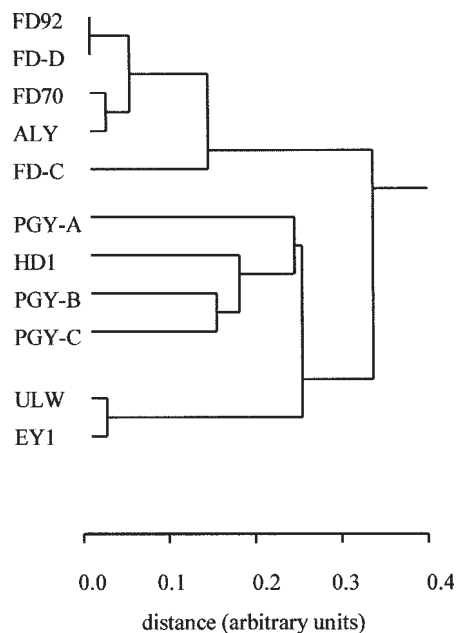 FD92
FD-D
FD70
ALY
FD-C
PGY-A
HD1
PGY-B
PGY-C
ULW
EY1
0.0 0.1 0.2 0.3 0.4
distance (arbitrary units)